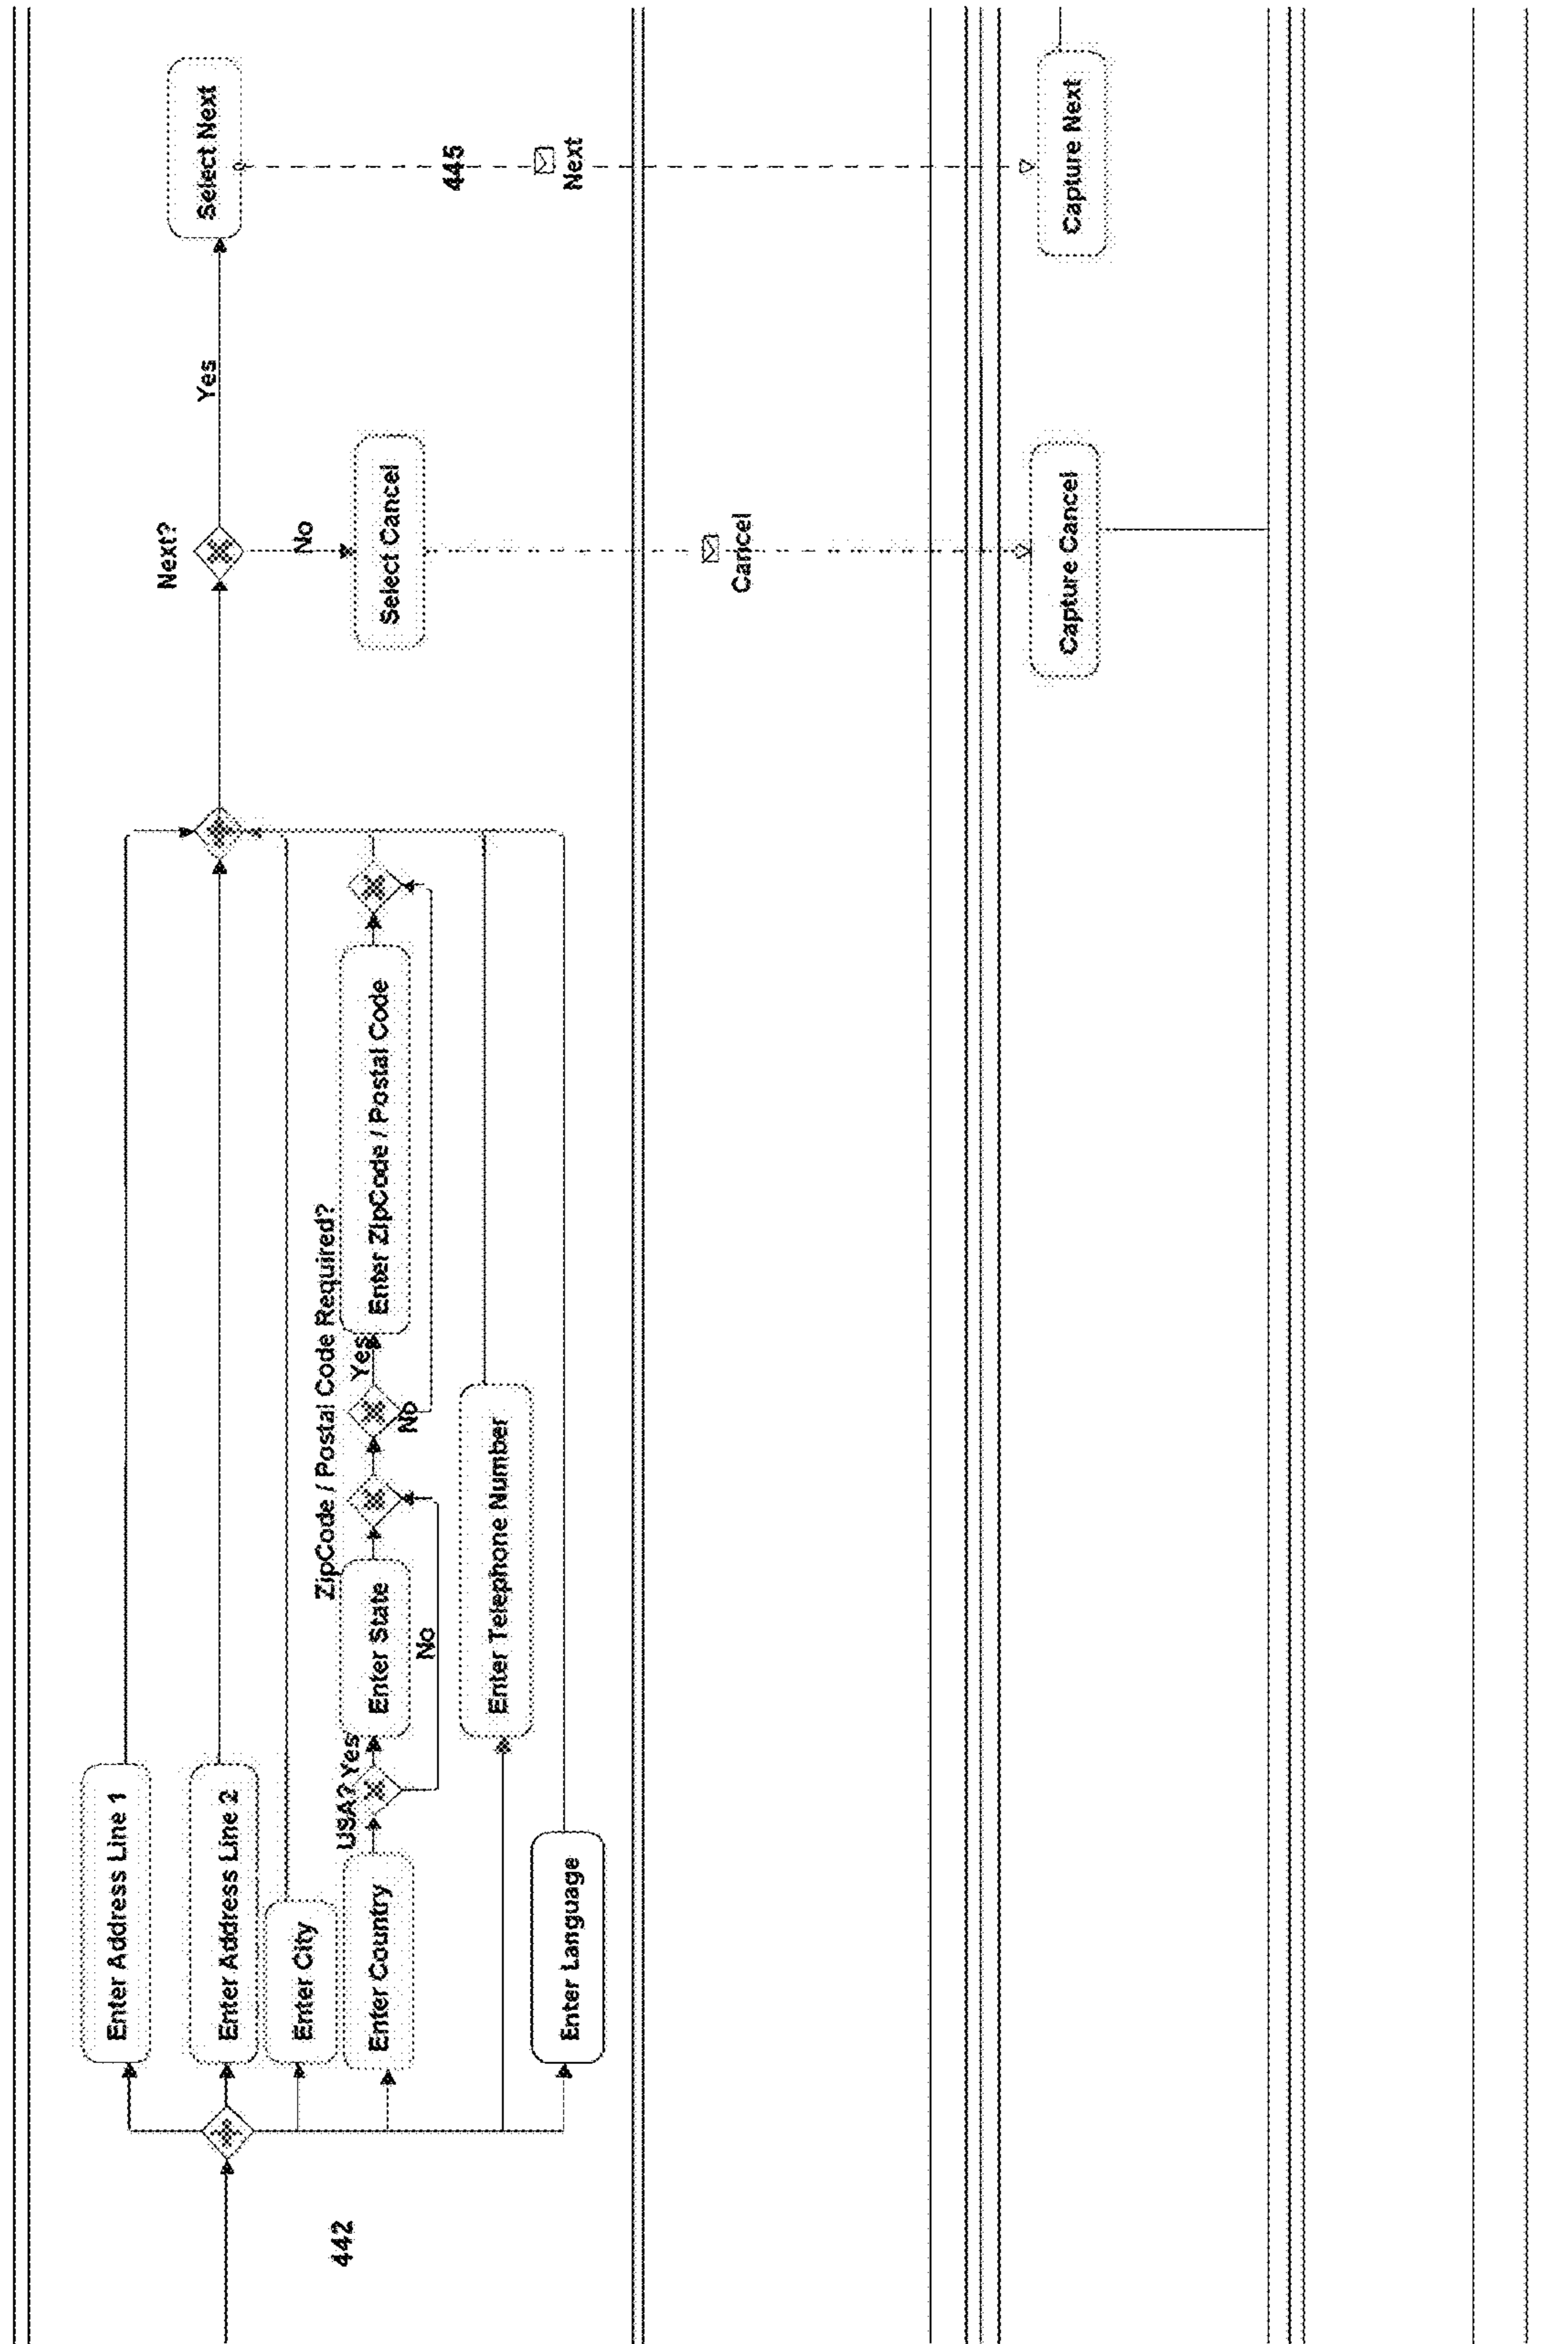 442
Enter Address Line 1
Enter Address Line 2
Enter City
Enter Country
USA?
Yes
No
Enter State
ZipCode / Postal Code Required?
Yes
No
Enter ZipCode / Postal Code
Enter Telephone Number
Enter Language
Next?
Yes
No
Select Next
Select Cancel
445
Next
Cancel
Capture Next
Capture Cancel